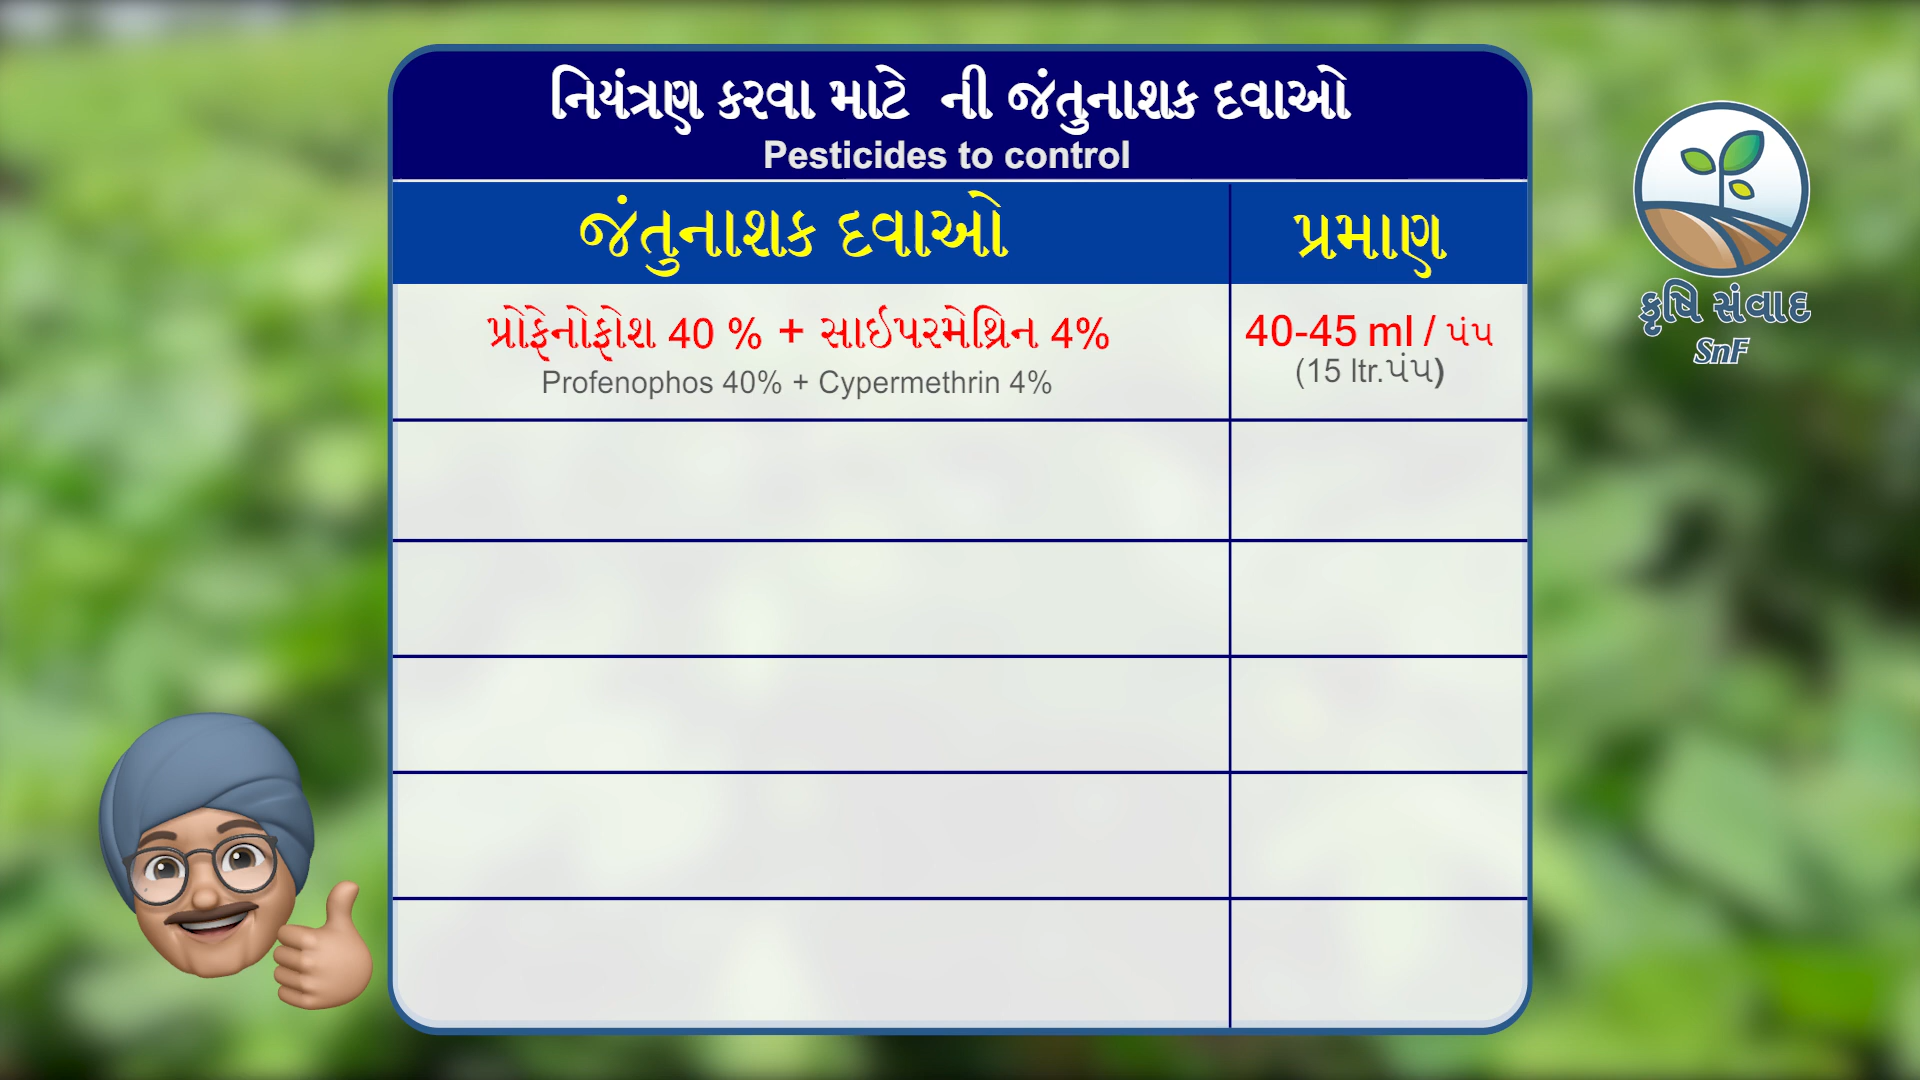 નિયંત્રણ કરવા માટે ની જંતુનાશક દવાઓ
Pesticides to control
જંતુનાશક દવાઓ
પ્રમાણ
પ્રોફેનોફોશ 40 % + સાઈપરમેથ્રિન 4%
Profenophos 40% + Cypermethrin 4%
40-45 ml / પંપ
(15 ltr.પંપ)
કૃષિ સંવાદ
SnF